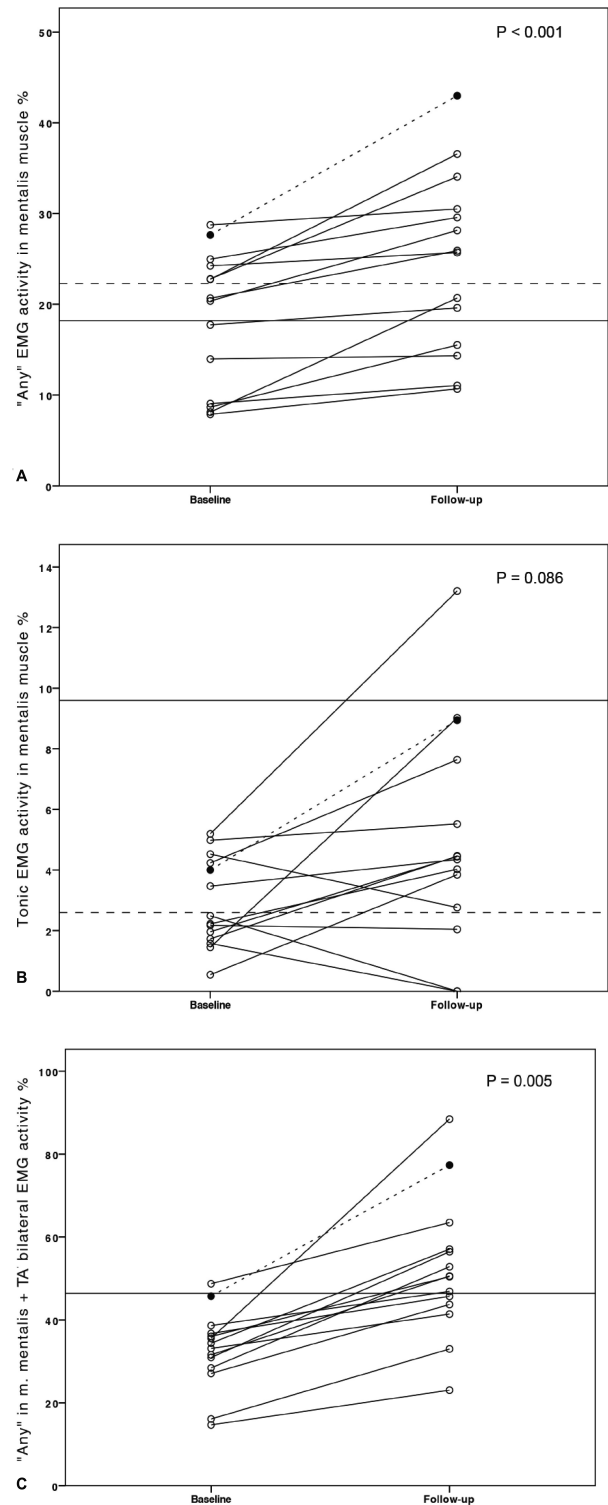 P < 0.001
"Any" EMG activity in mentalis muscle %
50
40
30
20
10
0
Baseline
Follow-up
A
P = 0.086
Tonic EMG activity in mentalis muscle %
14
12
10
8
6
4
2
0
Baseline
Follow-up
B
P = 0.005
"Any" in m. mentalis + TA bilateral EMG activity %
100
80
60
40
20
0
Baseline
Follow-up
C